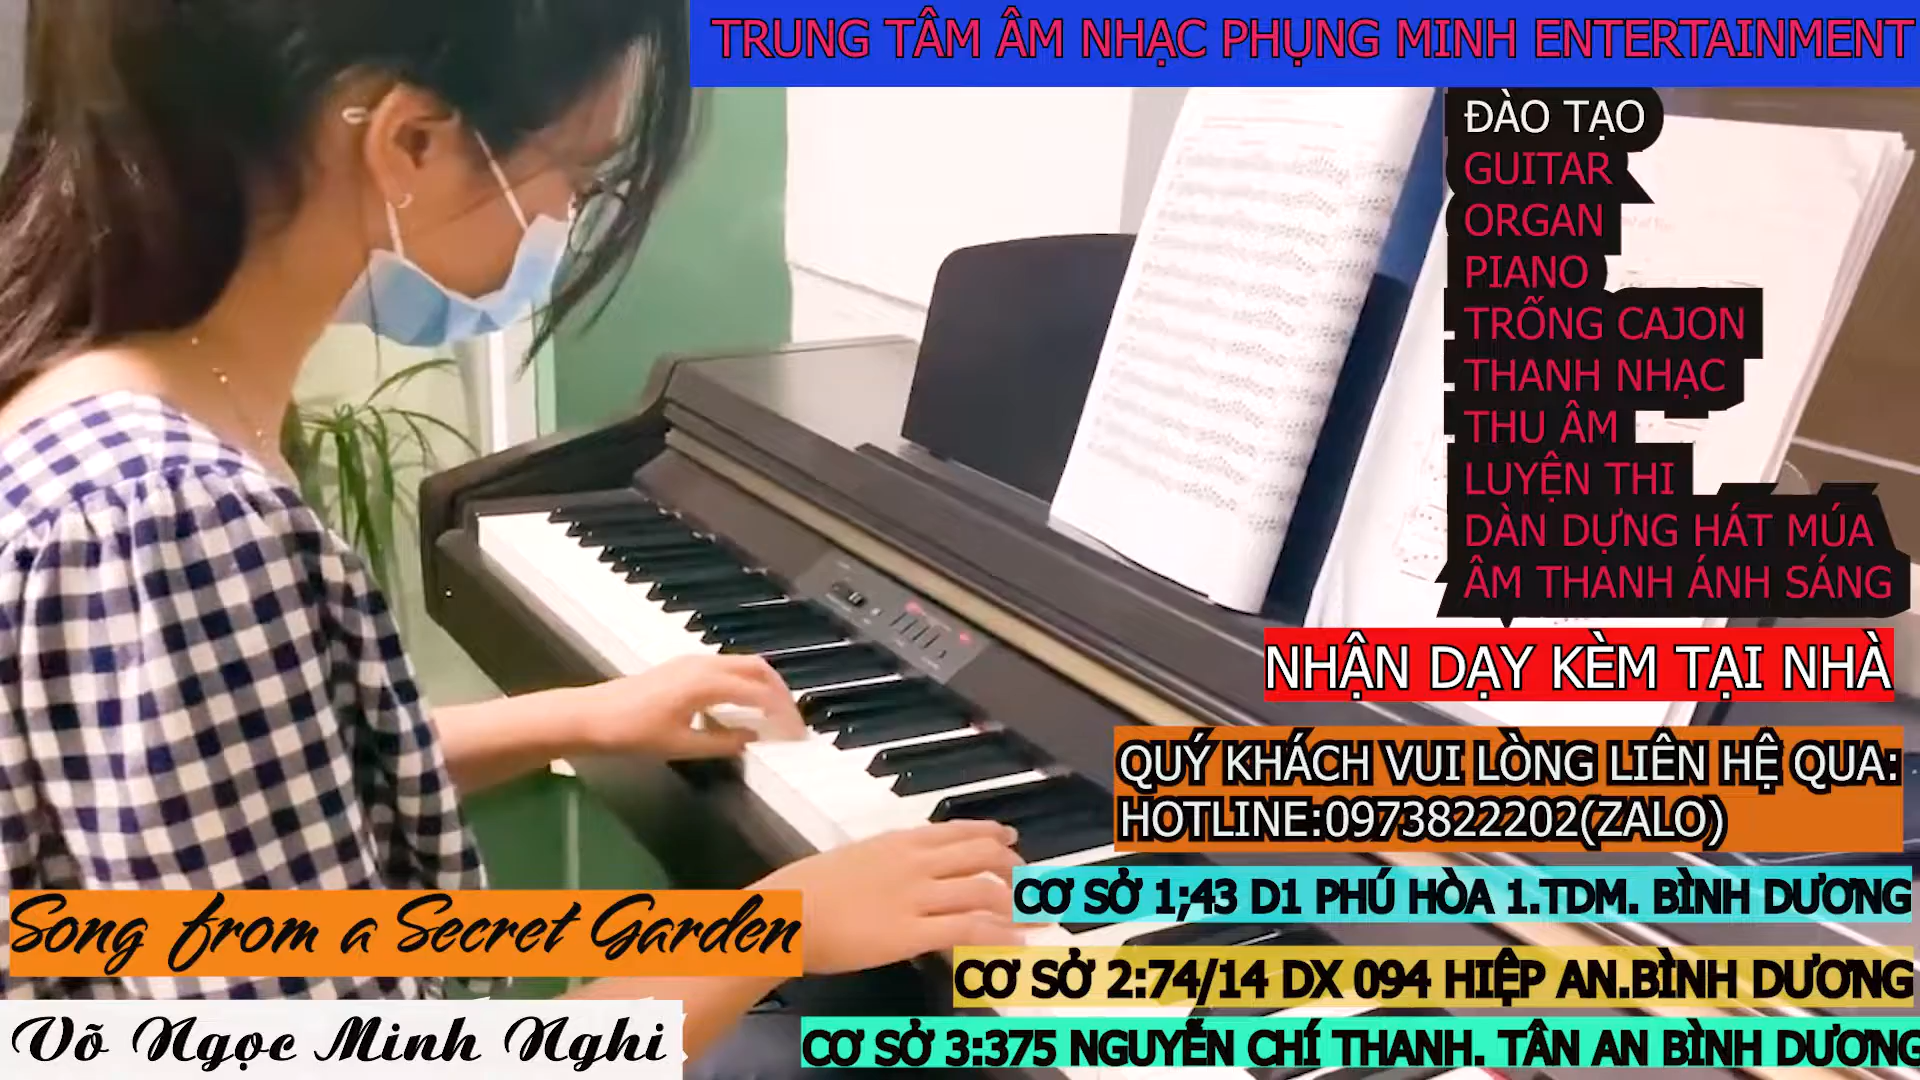 TRUNG TÂM ÂM NHẠC PHỤNG MINH ENTERTAINMENT
ĐÀO TẠO
GUITAR
ORGAN
PIANO
TRỐNG CAJON
THANH NHẠC
THU ÂM
LUYỆN THI
DÀN DỰNG HÁT MÚA
ÂM THANH ÁNH SÁNG
NHẬN DẠY KÈM TẠI NHÀ
QUÝ KHÁCH VUI LÒNG LIÊN HỆ QUA:
HOTLINE:0973822202(ZALO)
CƠ SỞ 1;43 D1 PHÚ HÒA 1.TDM. BÌNH DƯƠNG
CƠ SỞ 2:74/14 DX 094 HIỆP AN.BÌNH DƯƠNG
CƠ SỞ 3:375 NGUYỄN CHÍ THANH. TÂN AN BÌNH DƯƠNG
Song from a Secret Garden
Võ Ngọc Minh Nghi